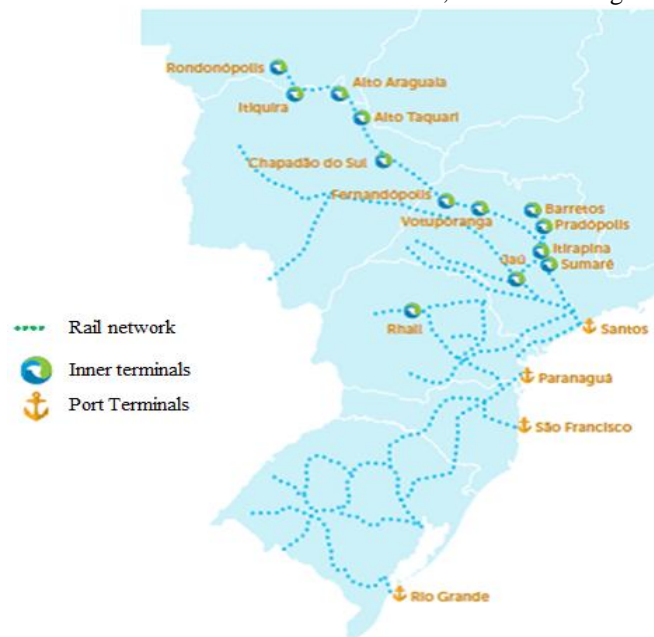 Rondonópolis
Alto Araguaia
Itiquira
Alto Taquari
Chapadão do Sul
Fernandópolis
Votuporanga
Barretos
Pradópolis
Itirapina
Jaú
Sumaré
Rhall
Santos
Rail network
Inner terminals
Port Terminals
Paranaguá
São Francisco
Rio Grande